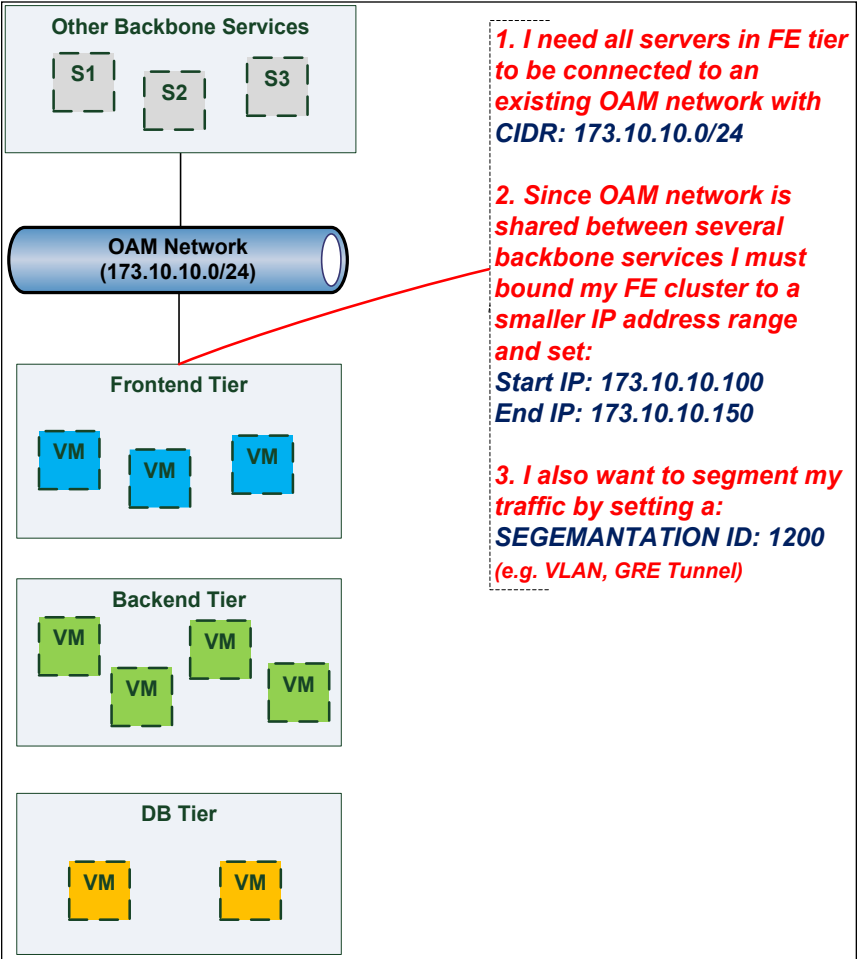 Other Backbone Services
S1
S2
S3
OAM Network
(173.10.10.0/24)
Frontend Tier
VM
VM
VM
Backend Tier
VM
VM
VM
VM
DB Tier
VM
VM
1. I need all servers in FE tier
to be connected to an
existing OAM network with
CIDR: 173.10.10.0/24
2. Since OAM network is
shared between several
backbone services I must
bound my FE cluster to a
smaller IP address range
and set:
Start IP: 173.10.10.100
End IP: 173.10.10.150
3. I also want to segment my
traffic by setting a:
SEGEMANTATION ID: 1200
(e.g. VLAN, GRE Tunnel)